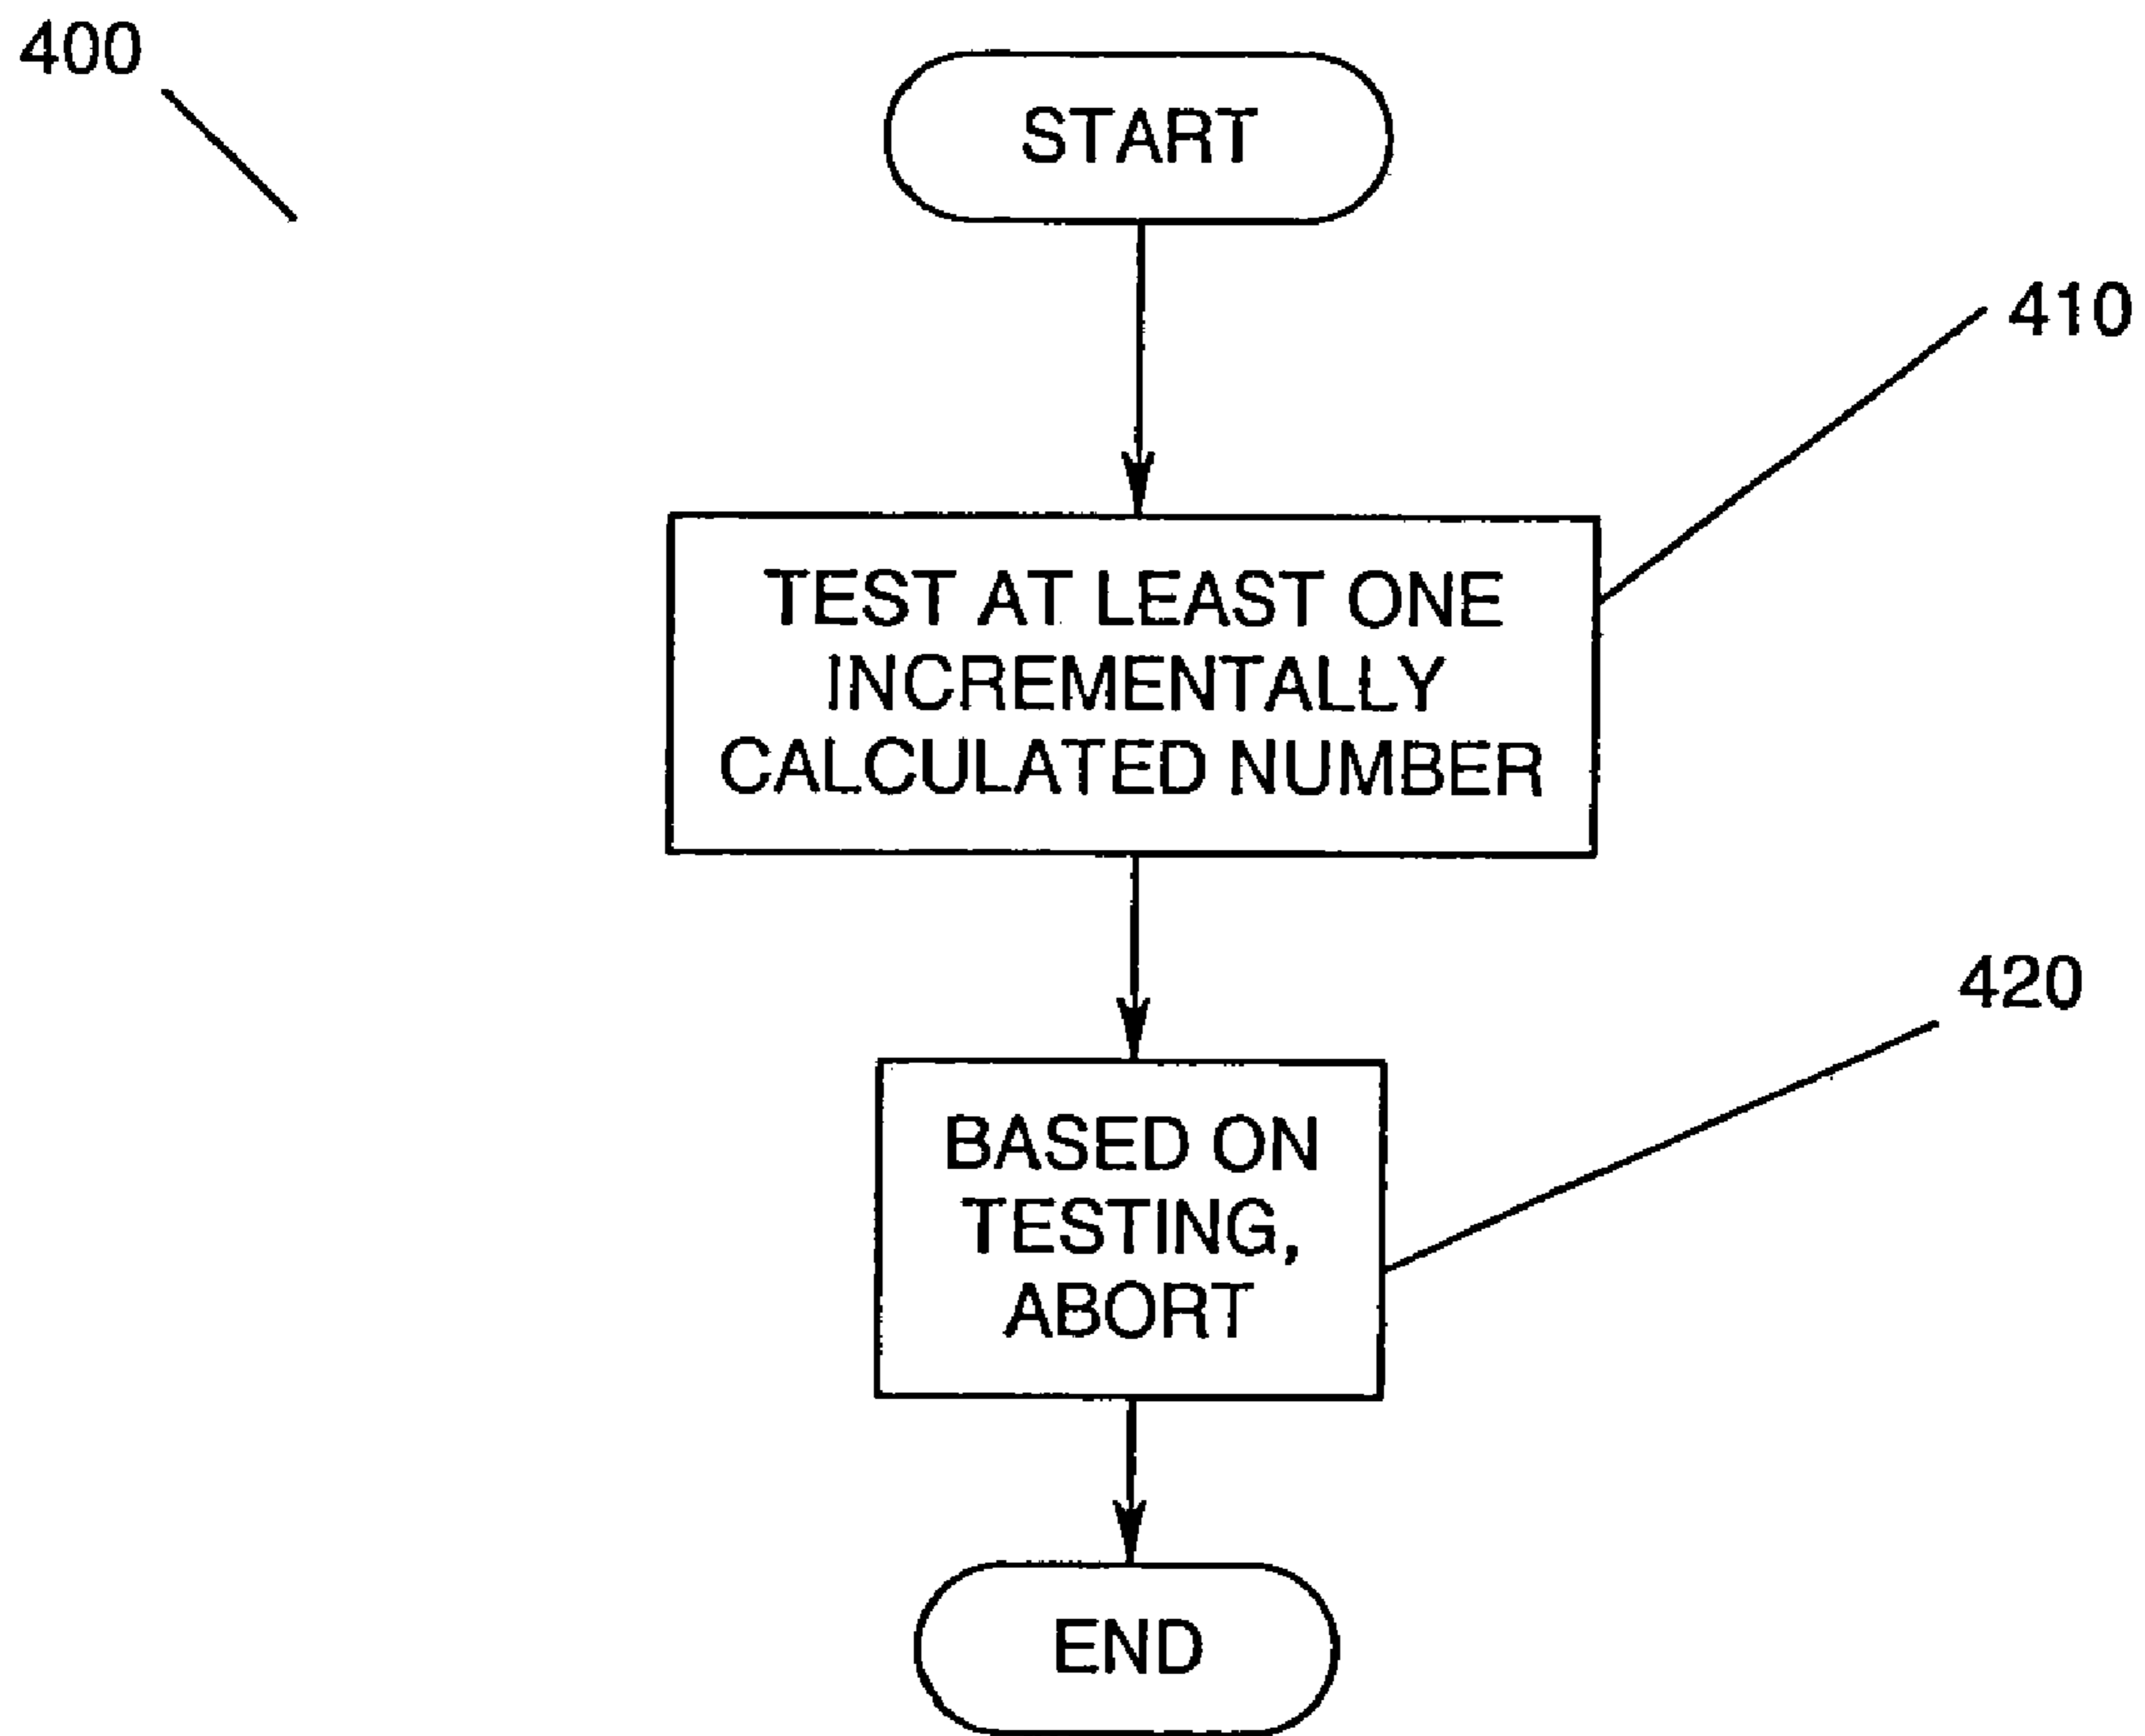 400
START
410
TEST AT LEAST ONE
INCREMENTALLY
CALCULATED NUMBER
420
BASED ON
TESTING,
ABORT
END